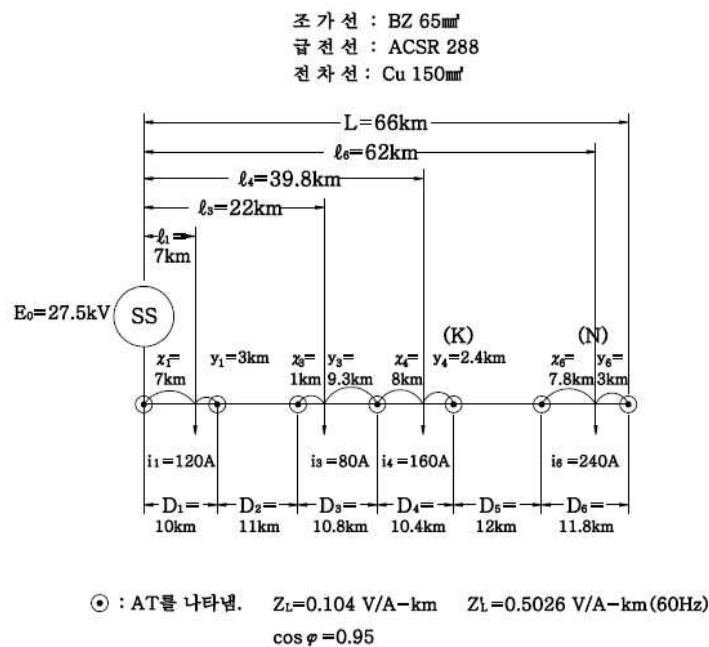 조 가 선 : BZ 65㎟
급 전 선 : ACSR 288
전 차 선 : Cu 150㎟
L=66km
ℓ₆=62km
ℓ₄=39.8km
ℓ₃=22km
ℓ₁=
7km
E₀=27.5kV
SS
(K)
(N)
χ₁=
7km
y₁=3km
χ₃=
1km
y₃=
9.3km
χ₄=
8km
y₄=2.4km
χ₆=
7.8km
y₆=
3km
i₁=120A
i₃=80A
i₄=160A
i₆=240A
D₁=
10km
D₂=
11km
D₃=
10.8km
D₄=
10.4km
D₅=
12km
D₆=
11.8km
⊙ : AT를 나타냄. Z_L=0.104 V/A-km Z'_L=0.5026 V/A-km(60Hz)
cos φ=0.95